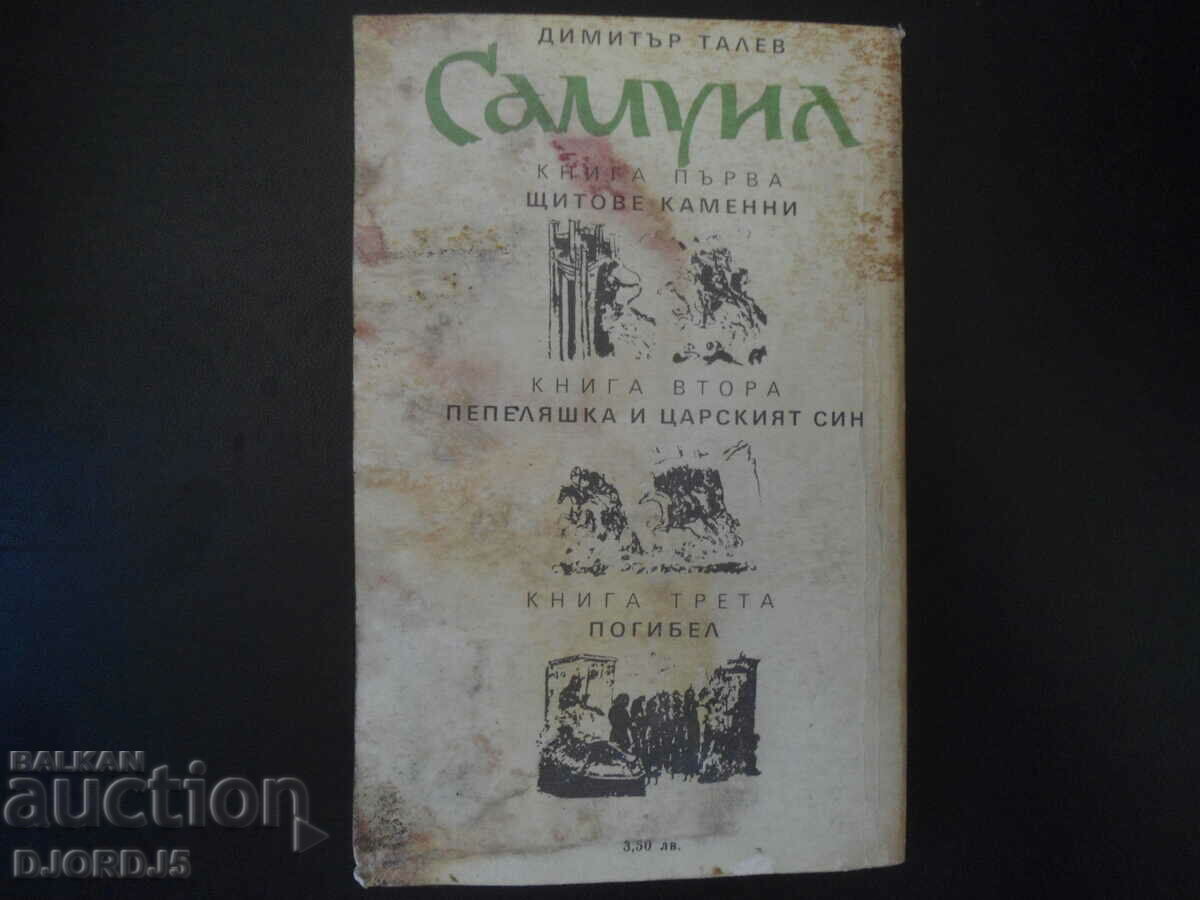 ДИМИТЪР ТАЛЕВ
Самуил
КНИГА ПЪРВА
ЩИТОВЕ КАМЕННИ
КНИГА ВТОРА
ПЕПЕЛЯШКА И ЦАРСКИЯТ СИН
КНИГА ТРЕТА
ПОГИБЕЛ
3,50 лв.
BALKAN
auction
DJORDJ5